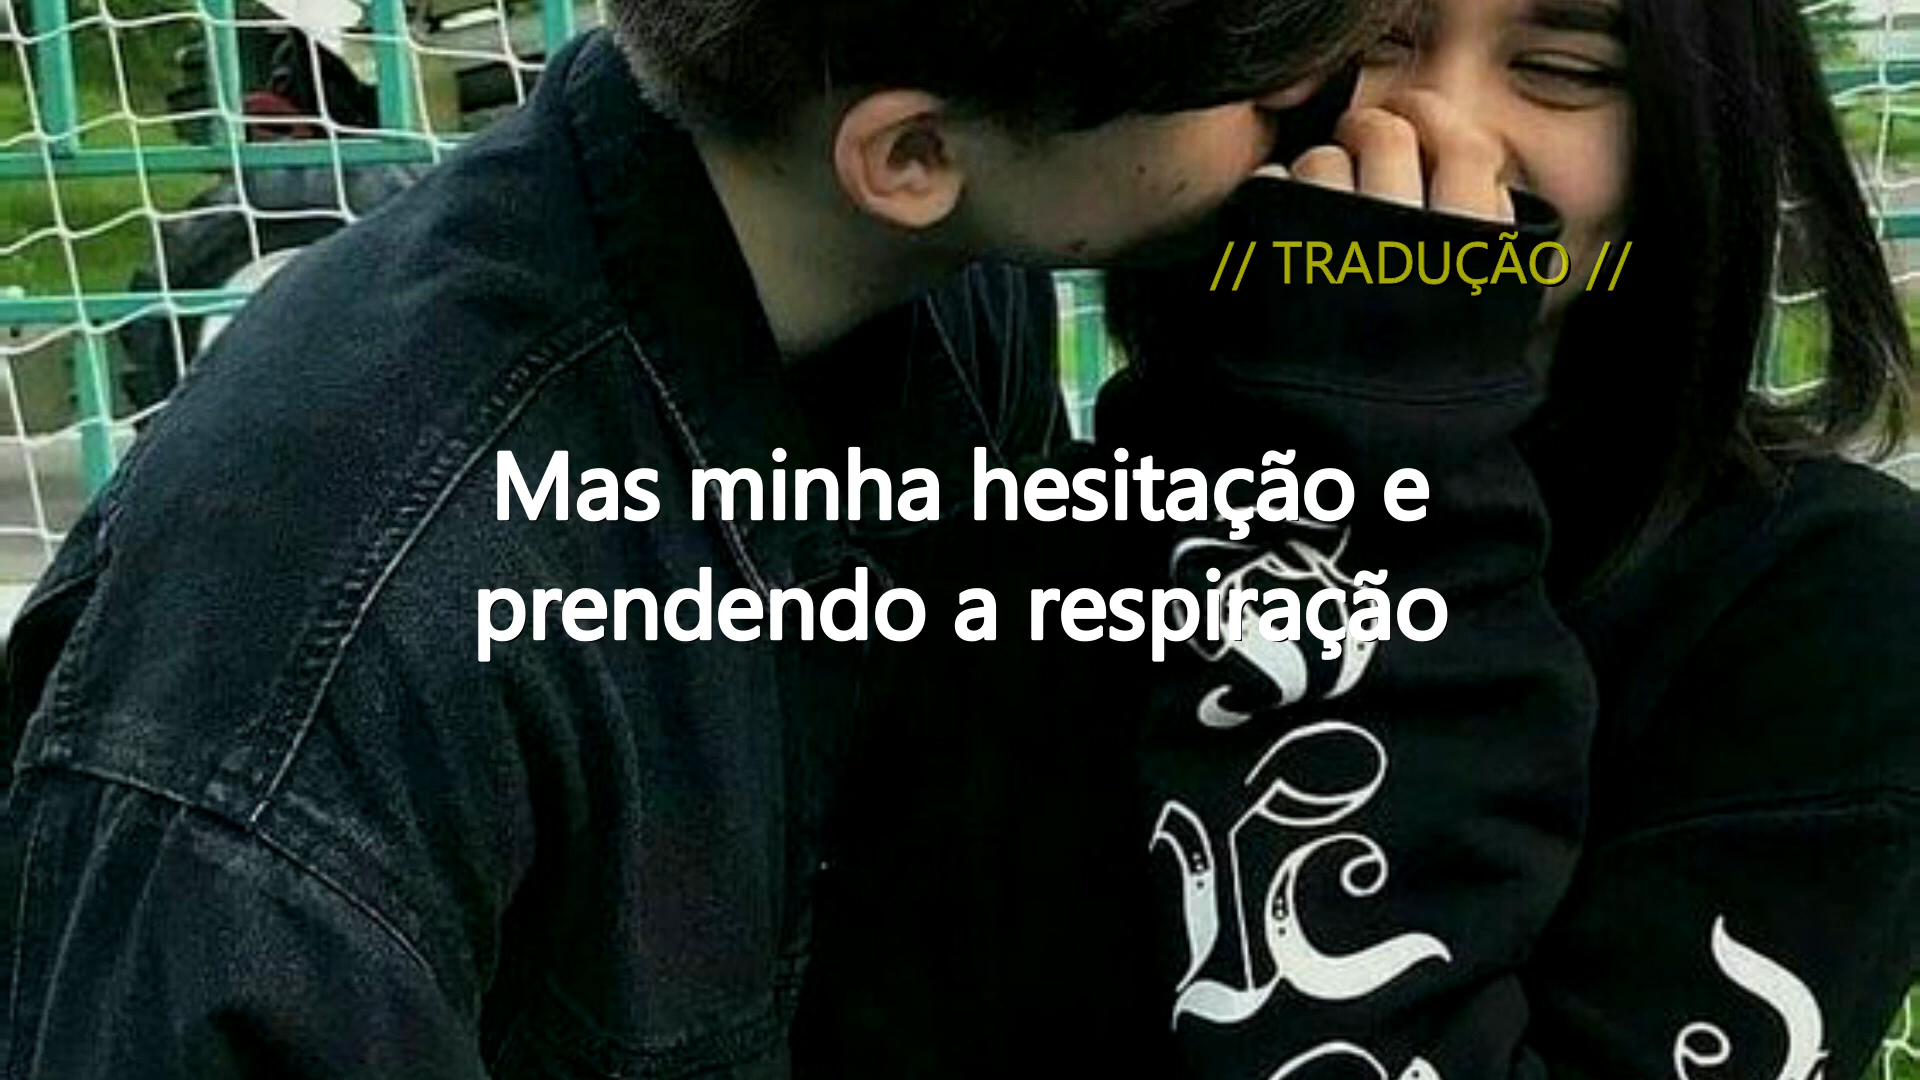 // TRADUÇÃO //
Mas minha hesitação e
prendendo a respiração